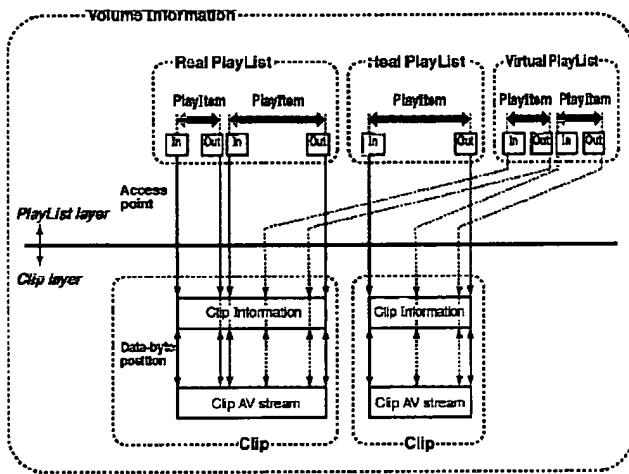 Volume Information
Real PlayList
Real PlayList
Virtual PlayList
PlayItem
PlayItem
PlayItem
PlayItem
PlayItem
In
Out
In
Out
In
Out
In
Out
In
Out
Access
point
PlayList layer
Clip layer
Clip Information
Clip Information
Data-byte
position
Clip AV stream
Clip AV stream
Clip
Clip